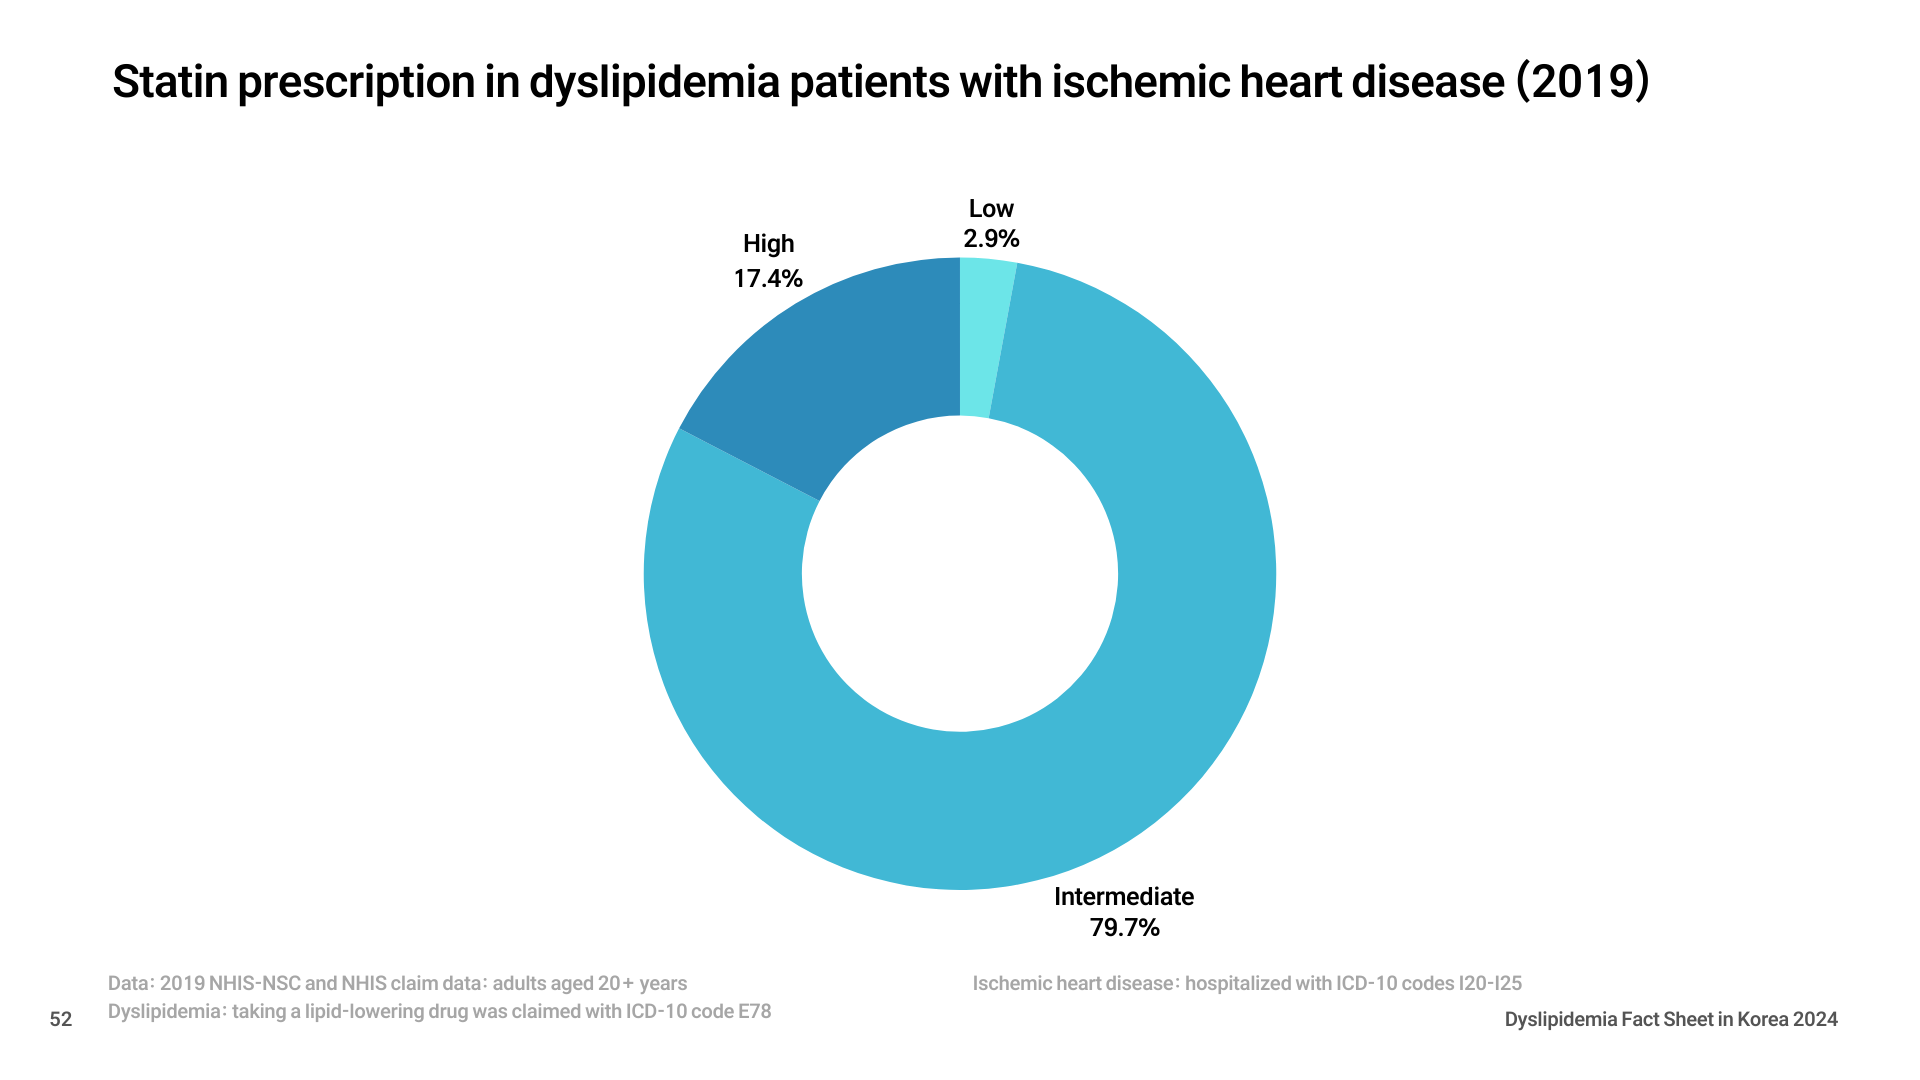 Statin prescription in dyslipidemia patients with ischemic heart disease (2019)
Low
2.9%
High
17.4%
Intermediate
79.7%
Data: 2019 NHIS-NSC and NHIS claim data: adults aged 20+ years
Dyslipidemia: taking a lipid-lowering drug was claimed with ICD-10 code E78
Ischemic heart disease: hospitalized with ICD-10 codes I20-I25
52
Dyslipidemia Fact Sheet in Korea 2024